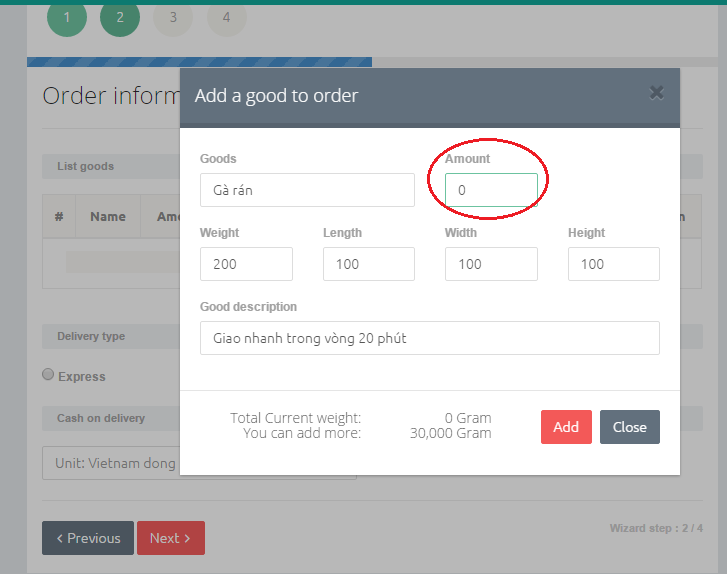 1 2 3 4
Order inform
Add a good to order
List goods
Goods
Amount
Gà rán
0
# Name Am
n
Weight
Length
Width
Height
200
100
100
100
Good description
Giao nhanh trong vòng 20 phút
Delivery type
Express
Cash on delivery
Total Current weight: 0 Gram
You can add more: 30,000 Gram
Add
Close
Unit: Vietnam dong
Previous
Next
Wizard step : 2 / 4